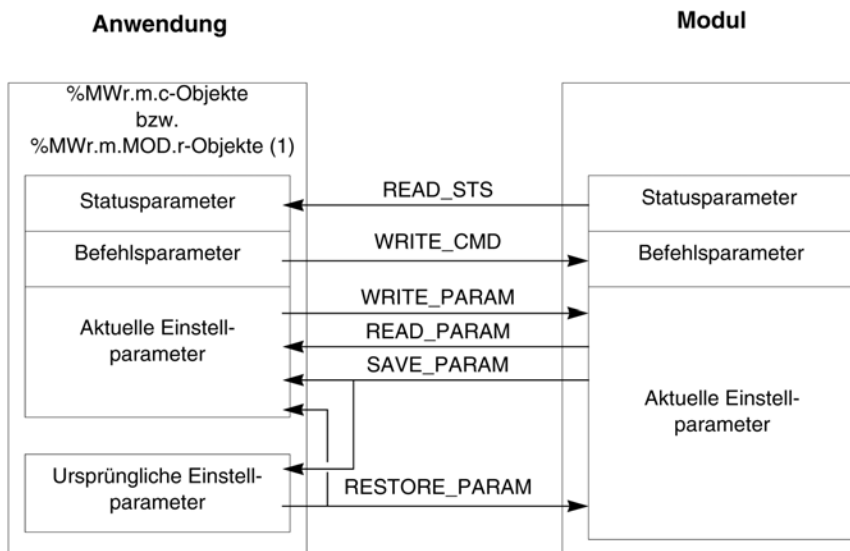 Anwendung
Modul
%MWr.m.c-Objekte
bzw.
%MWr.m.MOD.r-Objekte (1)
Statusparameter
READ_STS
Statusparameter
Befehlsparameter
WRITE_CMD
Befehlsparameter
WRITE_PARAM
Aktuelle Einstell-
parameter
READ_PARAM
SAVE_PARAM
Aktuelle Einstell-
parameter
Ursprüngliche Einstell-
parameter
RESTORE_PARAM